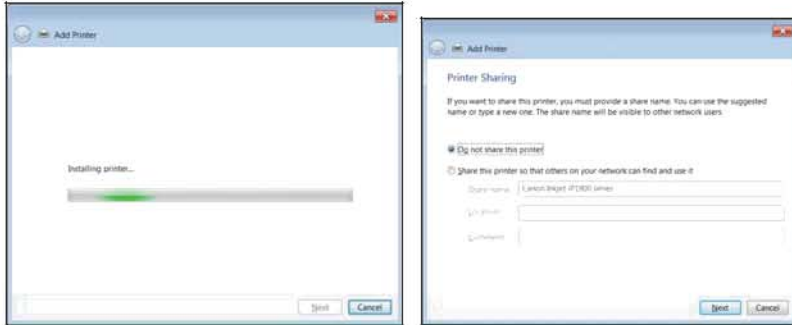 Add Printer
Installing printer...
Next
Cancel
Add Printer
Printer Sharing
If you want to share this printer, you must provide a share name. You can use the suggested
name or type a new one. The share name will be visible to other network users.
Do not share this printer
Share this printer so that others on your network can find and use it
Share name:
Canon Inkjet
series
Location:
Comment:
Next
Cancel